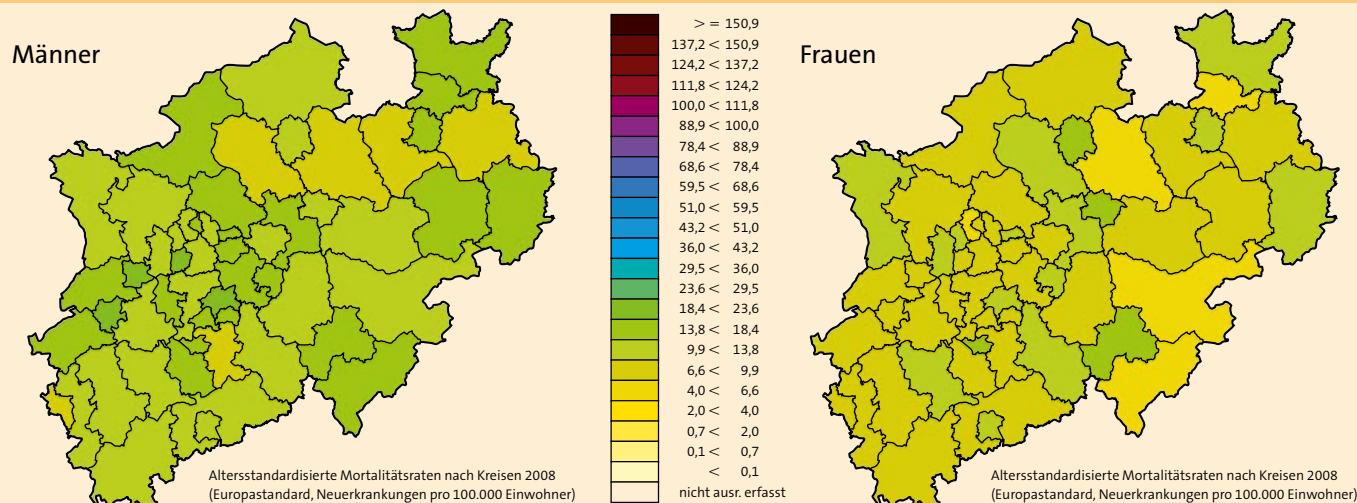 Männer
> = 150,9
137,2 < 150,9
124,2 < 137,2
111,8 < 124,2
100,0 < 111,8
88,9 < 100,0
78,4 < 88,9
68,6 < 78,4
59,5 < 68,6
51,0 < 59,5
43,2 < 51,0
36,0 < 43,2
29,5 < 36,0
23,6 < 29,5
18,4 < 23,6
13,8 < 18,4
9,9 < 13,8
6,6 < 9,9
4,0 < 6,6
2,0 < 4,0
0,7 < 2,0
0,1 < 0,7
< 0,1
nicht ausr. erfasst
Altersstandardisierte Mortalitätsraten nach Kreisen 2008
(Europastandard, Neuerkrankungen pro 100.000 Einwohner)
Frauen
Altersstandardisierte Mortalitätsraten nach Kreisen 2008
(Europastandard, Neuerkrankungen pro 100.000 Einwohner)